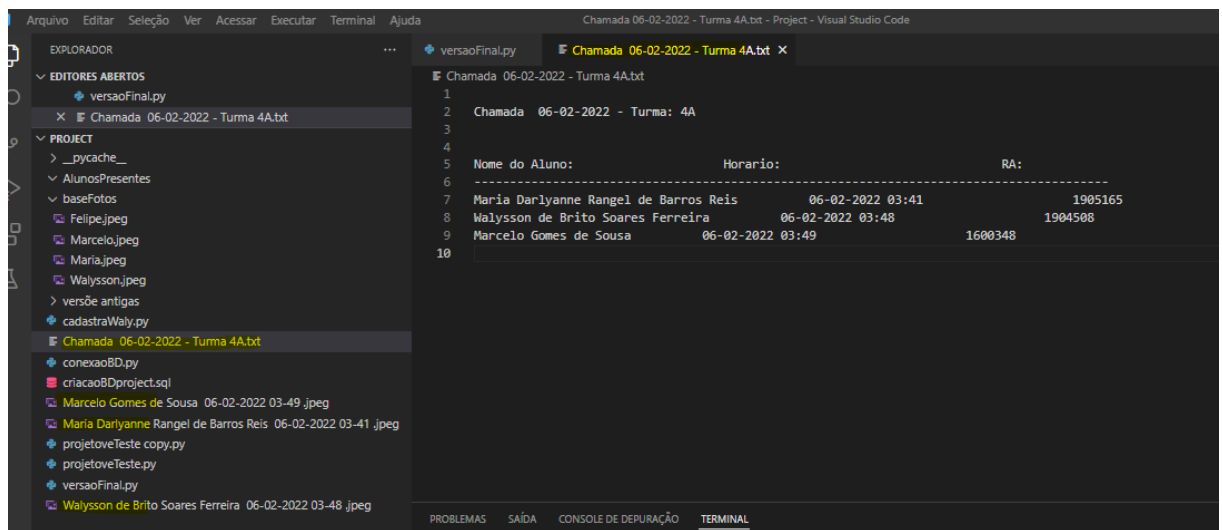 Arquivo Editar Seleção Ver Acessar Executar Terminal Ajuda Chamada 06-02-2022 - Turma 4A.txt - Project - Visual Studio Code
EXPLORADOR ...
EDITORES ABERTOS
versaoFinal.py
Chamada 06-02-2022 - Turma 4A.txt
PROJECT
__pycache__
AlunosPresentes
baseFotos
Felipe.jpeg
Marcelo.jpeg
Maria.jpeg
Walysson.jpeg
versõe antigas
cadastraWaly.py
Chamada 06-02-2022 - Turma 4A.txt
conexaoBD.py
criacaoBDproject.sql
Marcelo Gomes de Sousa 06-02-2022 03-49 .jpeg
Maria Darlyanne Rangel de Barros Reis 06-02-2022 03-41 .jpeg
projetoveTeste copy.py
projetoveTeste.py
versaoFinal.py
Walysson de Brito Soares Ferreira 06-02-2022 03-48 .jpeg
versaoFinal.py Chamada 06-02-2022 - Turma 4A.txt
Chamada 06-02-2022 - Turma 4A.txt
1
2 Chamada 06-02-2022 - Turma: 4A
3
4
5 Nome do Aluno: Horario: RA:
6 ----------------------------------------------------------------------------------------
7 Maria Darlyanne Rangel de Barros Reis 06-02-2022 03:41 1905165
8 Walysson de Brito Soares Ferreira 06-02-2022 03:48 1904508
9 Marcelo Gomes de Sousa 06-02-2022 03:49 1600348
10
PROBLEMAS SAÍDA CONSOLE DE DEPURAÇÃO TERMINAL